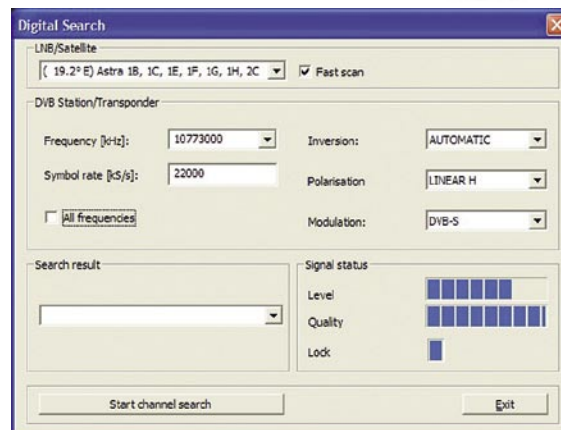 Digital Search
LNB/Satellite
( 19.2º E) Astra 1B, 1C, 1E, 1F, 1G, 1H, 2C
Fast scan
DVB Station/Transponder
Frequency [kHz]:
10773000
Inversion:
AUTOMATIC
Symbol rate [kS/s]:
22000
Polarisation
LINEAR H
All frequencies
Modulation:
DVB-S
Search result
Signal status
Level
Quality
Lock
Start channel search
Exit